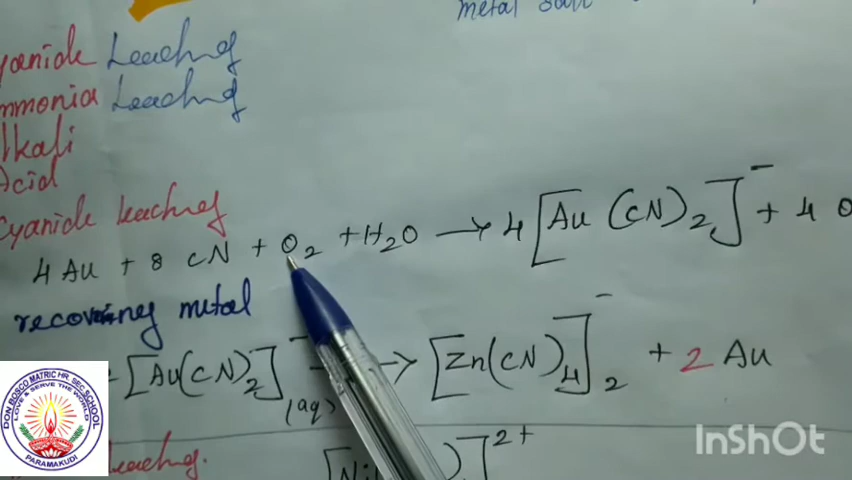 metal
yanide Leaching
mmonia Leaching
lkali
Acid
Cyanide leaching
4 Au + 8 CN + O2 + H2O → 4 [Au (CN)2]⁻ + 4 O
recovering metal
[Au(CN)2]⁻ (aq) → [Zn(CN)4]⁻2 + 2 Au
leaching.
]2+
DON BOSCO MATRIC HR SEC SCHOOL
LOVE & SERVE THE WORLD
PARAMAKUDI
InShOt